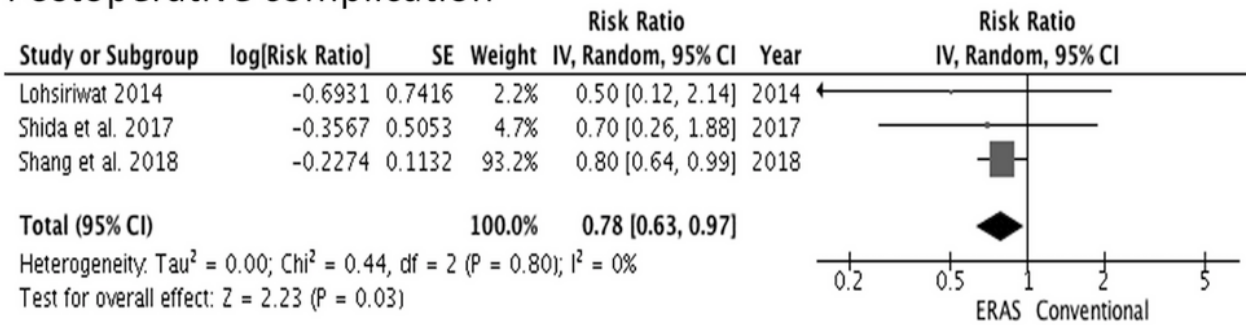 Postoperative complication
Risk Ratio Risk Ratio
Study or Subgroup log[Risk Ratio] SE Weight IV, Random, 95% CI Year IV, Random, 95% CI
Lohsiriwat 2014 -0.6931 0.7416 2.2% 0.50 [0.12, 2.14] 2014
Shida et al. 2017 -0.3567 0.5053 4.7% 0.70 [0.26, 1.88] 2017
Shang et al. 2018 -0.2274 0.1132 93.2% 0.80 [0.64, 0.99] 2018
Total (95% CI) 100.0% 0.78 [0.63, 0.97]
Heterogeneity: Tau² = 0.00; Chi² = 0.44, df = 2 (P = 0.80); I² = 0%
Test for overall effect: Z = 2.23 (P = 0.03)
0.2 0.5 1 2 5
ERAS Conventional